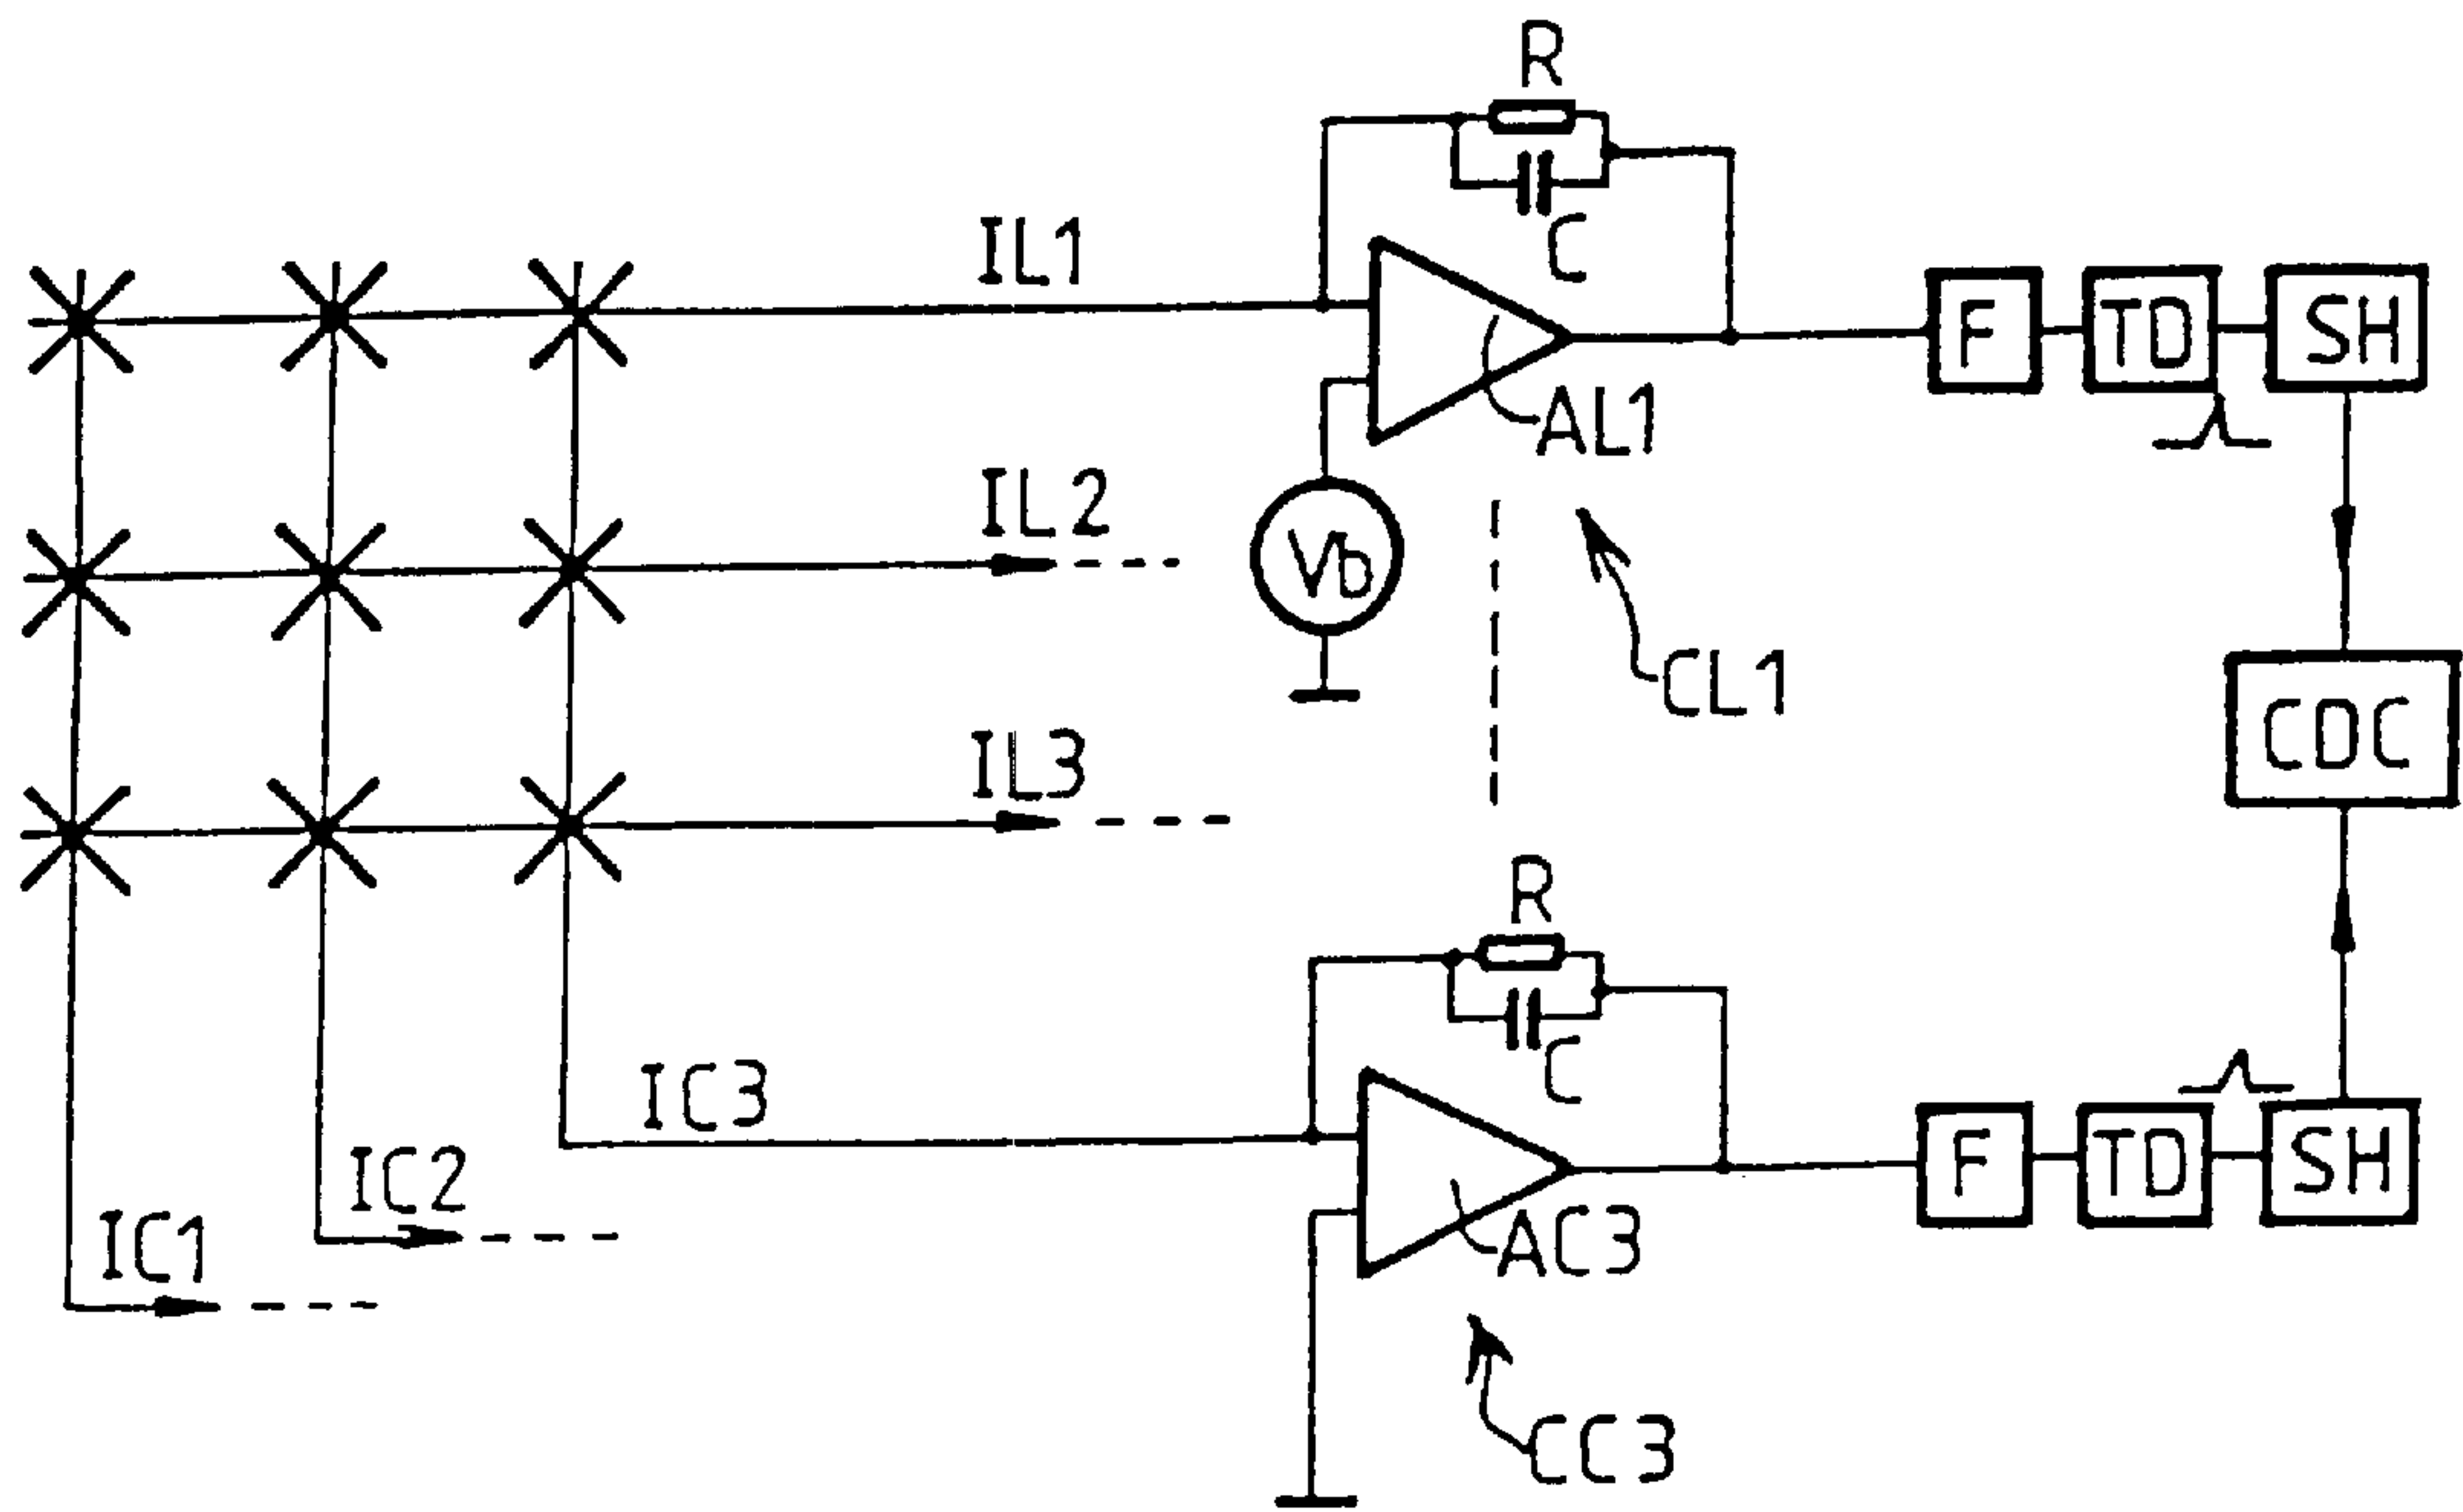 R
C
IL1
F
TD
SH
AL1
IL2
Vb
CL1
CDC
IL3
R
C
IC3
F
TD
SH
IC2
AC3
IC1
CC3